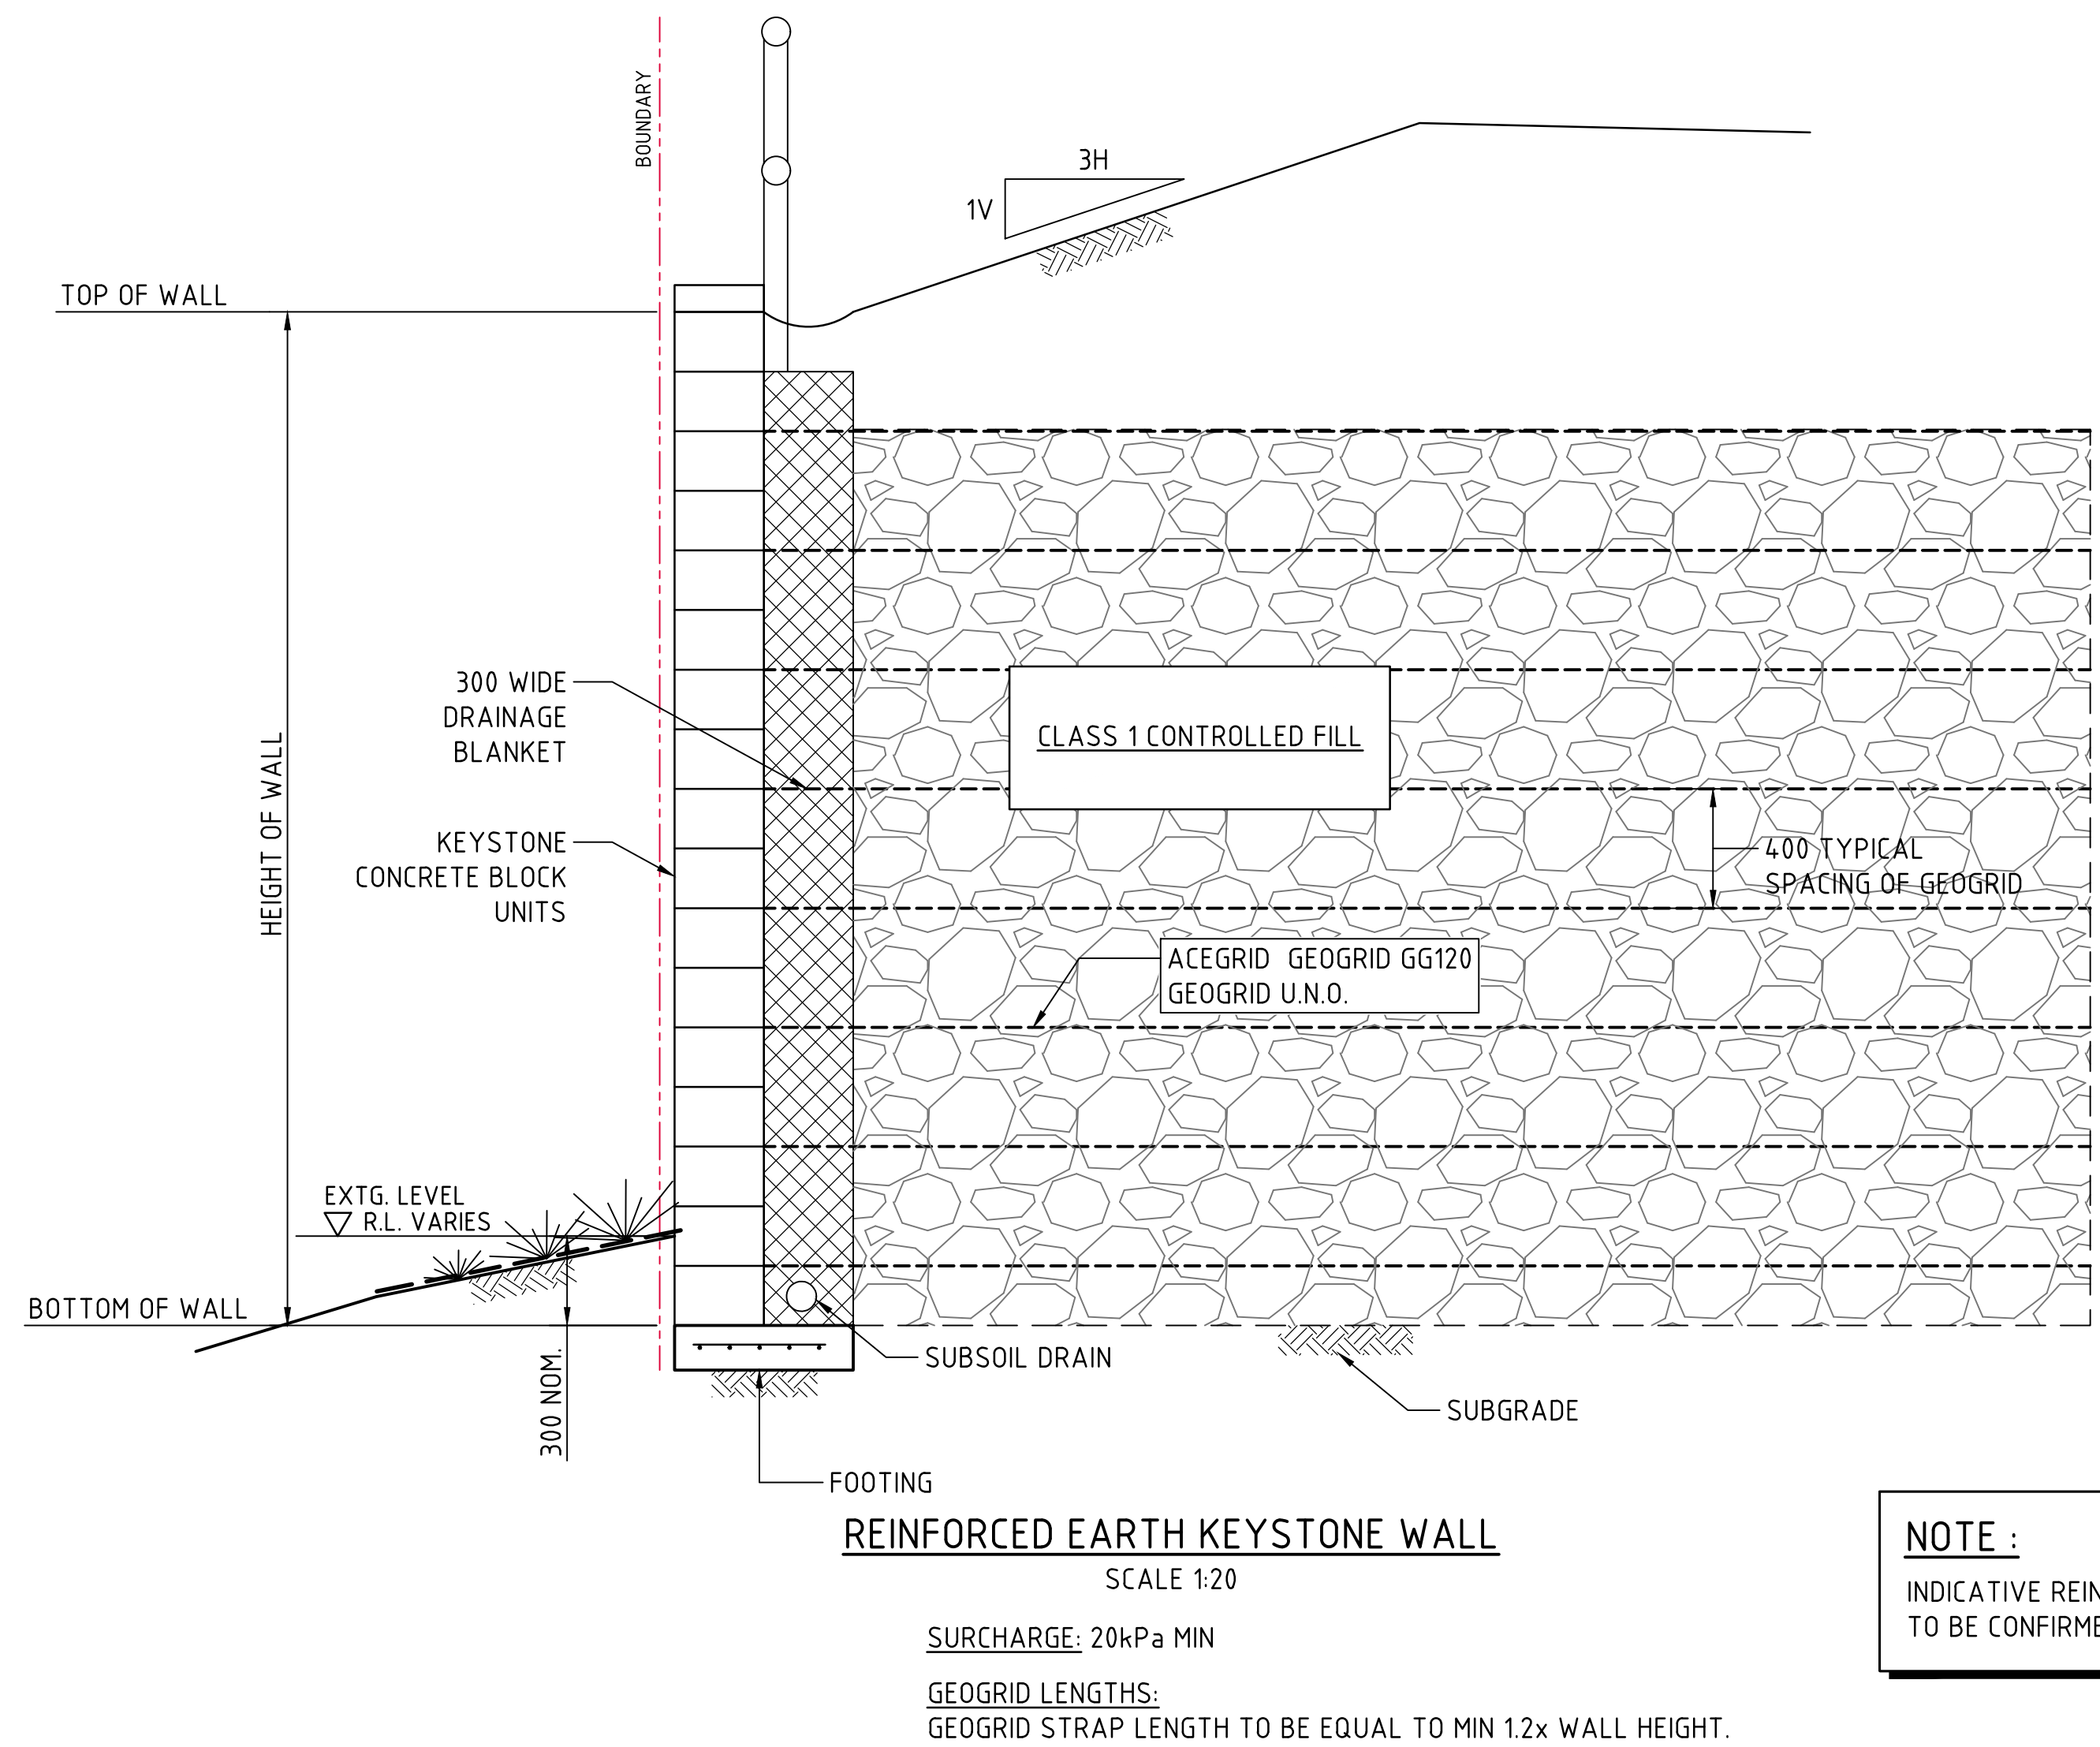 BOUNDARY
3H
1V
TOP OF WALL
HEIGHT OF WALL
300 WIDE
DRAINAGE
BLANKET
CLASS 1 CONTROLLED FILL
KEYSTONE
CONCRETE BLOCK
UNITS
400 TYPICAL
SPACING OF GEOGRID
ACEGRID GEOGRID GG120
GEOGRID U.N.O.
EXTG. LEVEL
R.L. VARIES
BOTTOM OF WALL
300 NOM.
SUBSOIL DRAIN
SUBGRADE
FOOTING
REINFORCED EARTH KEYSTONE WALL
SCALE 1:20
SURCHARGE: 20kPa MIN
GEOGRID LENGTHS:
GEOGRID STRAP LENGTH TO BE EQUAL TO MIN 1.2x WALL HEIGHT.
NOTE :
INDICATIVE
TO BE